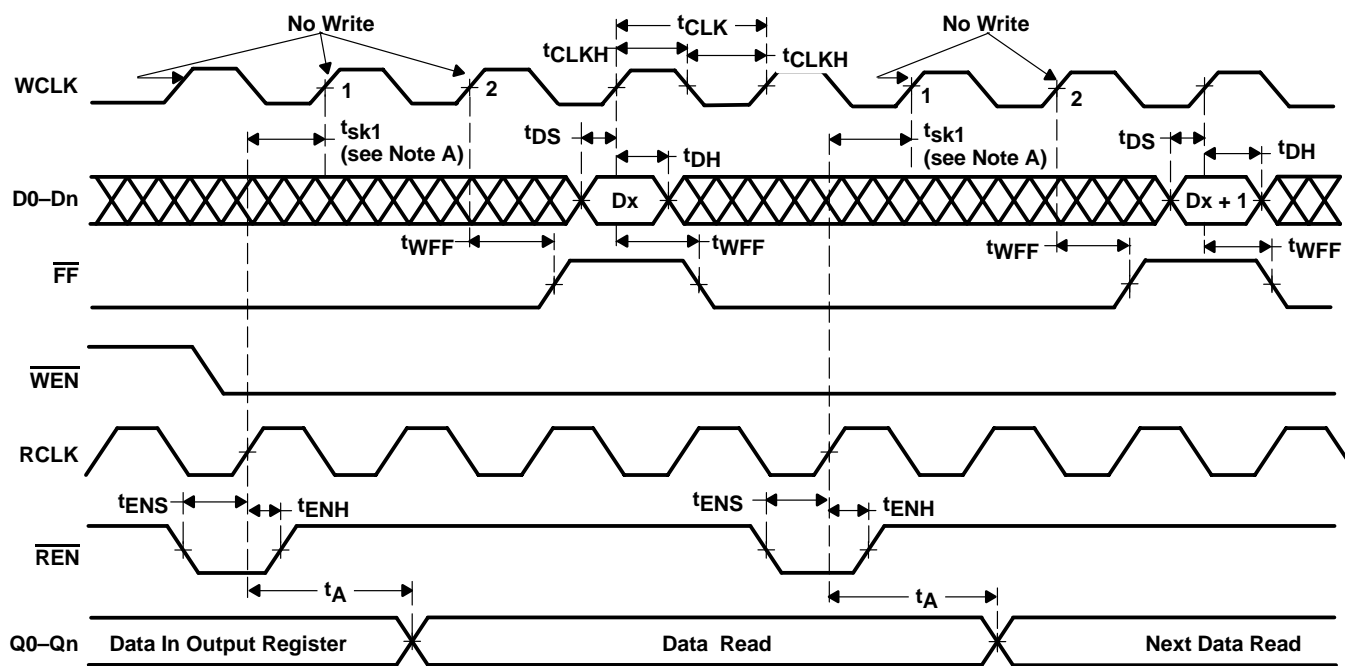 No Write
tCLK
No Write
tCLKH
tCLKH
WCLK
1
2
1
2
tsk1
(see Note A)
tDS
tDH
tsk1
(see Note A)
tDS
tDH
D0–Dn
Dx
Dx + 1
tWFF
tWFF
tWFF
tWFF
FF
WEN
RCLK
tENS
tENH
tENS
tENH
REN
tA
tA
Q0–Qn
Data In Output Register
Data Read
Next Data Read